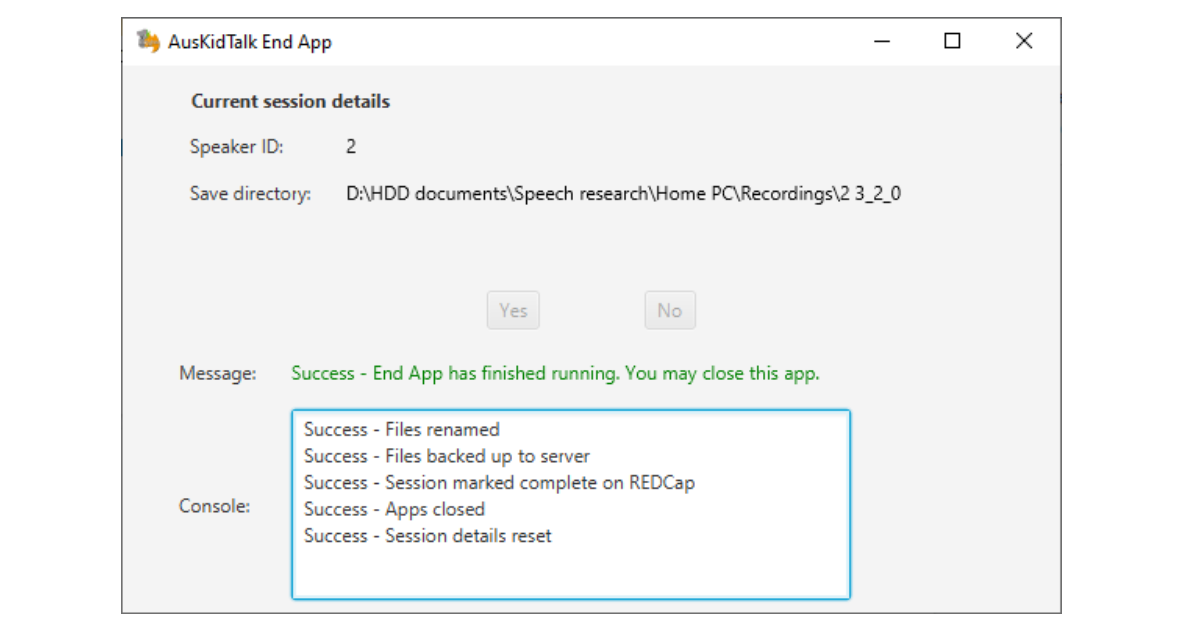 AusKidTalk End App
Current session details
Speaker ID: 2
Save directory: D:\HDD documents\Speech research\Home PC\Recordings\2 3_2_0
Yes No
Message: Success - End App has finished running. You may close this app.
Success - Files renamed
Success - Files backed up to server
Success - Session marked complete on REDCap
Console:
Success - Apps closed
Success - Session details reset